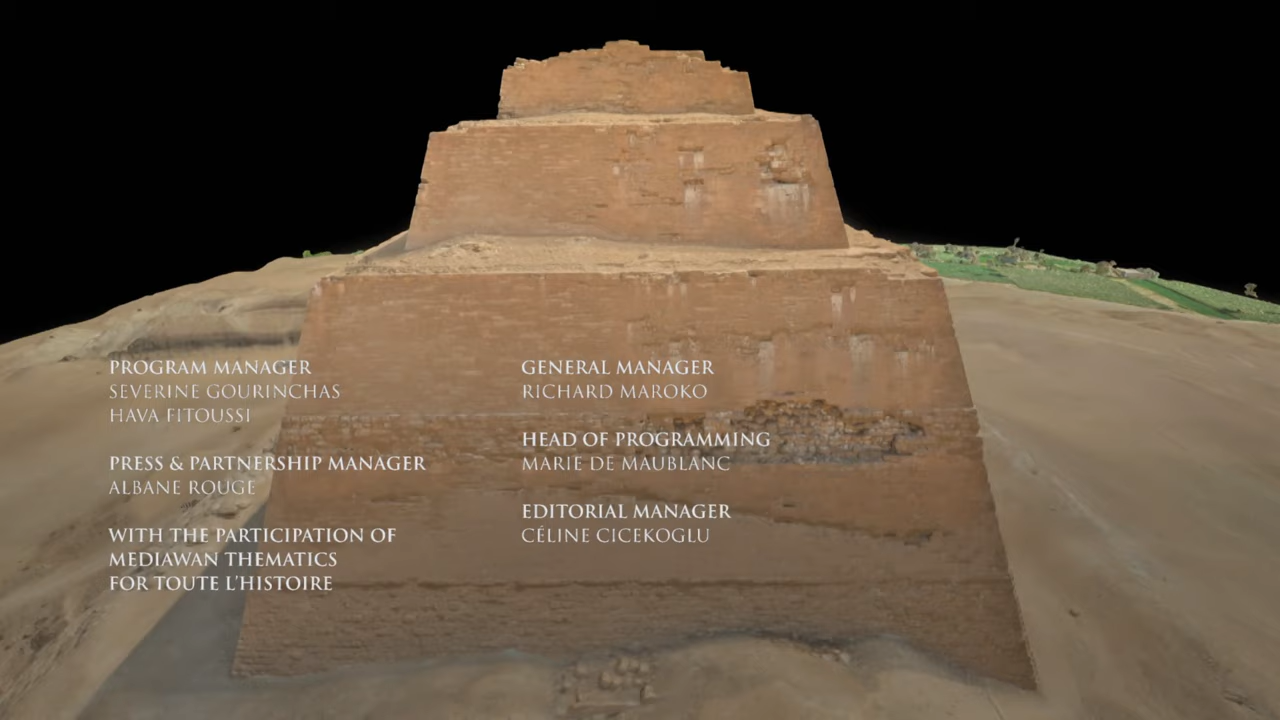 PROGRAM MANAGER
SEVERINE GOURINCHAS
HAVA FITOUSSI
PRESS & PARTNERSHIP MANAGER
ALBANE ROUGE
WITH THE PARTICIPATION OF
MEDIAWAN THEMATICS
FOR TOUTE L'HISTOIRE
GENERAL MANAGER
RICHARD MAROKO
HEAD OF PROGRAMMING
MARIE DE MAUBLANC
EDITORIAL MANAGER
CÉLINE CICEKOGLU